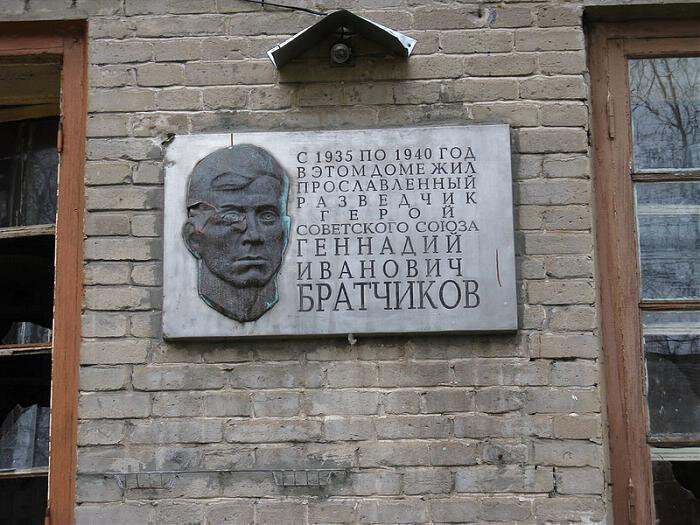 С 1935 ПО 1940 ГОД
В ЭТОМ ДОМЕ ЖИЛ
ПРОСЛАВЛЕННЫЙ
РАЗВЕДЧИК
ГЕРОЙ
СОВЕТСКОГО СОЮЗА
ГЕННАДИЙ
ИВАНОВИЧ
БРАТЧИКОВ